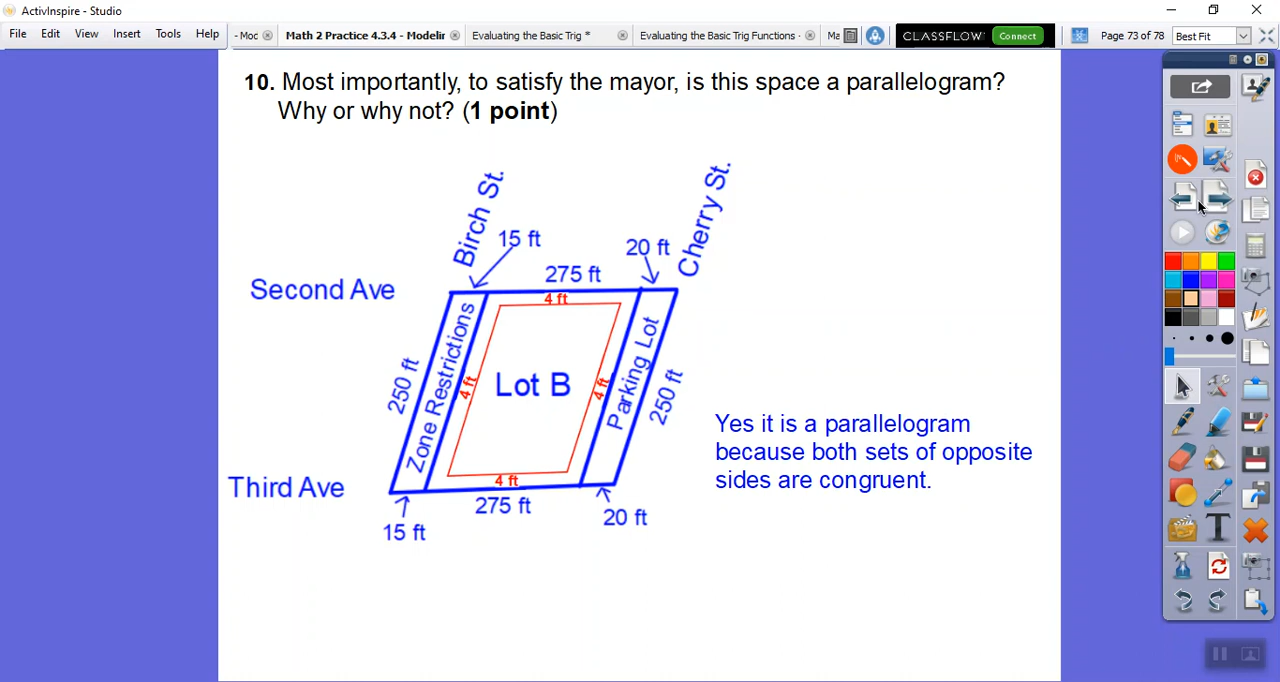 ActivInspire - Studio
File Edit View Insert Tools Help
- Moc
Math 2 Practice 4.3.4 - Modelir
Evaluating the Basic Trig *
Evaluating the Basic Trig Functions -
Ma
CLASSFLOW Connect
Page 73 of 78
Best Fit
10. Most importantly, to satisfy the mayor, is this space a parallelogram?
Why or why not? (1 point)
Birch St.
15 ft
20 ft
Cherry St.
Second Ave
275 ft
4 ft
Zone Restrictions
250 ft
4 ft
Lot B
4 ft
Parking Lot
250 ft
Yes it is a parallelogram
because both sets of opposite
sides are congruent.
Third Ave
4 ft
275 ft
15 ft
20 ft